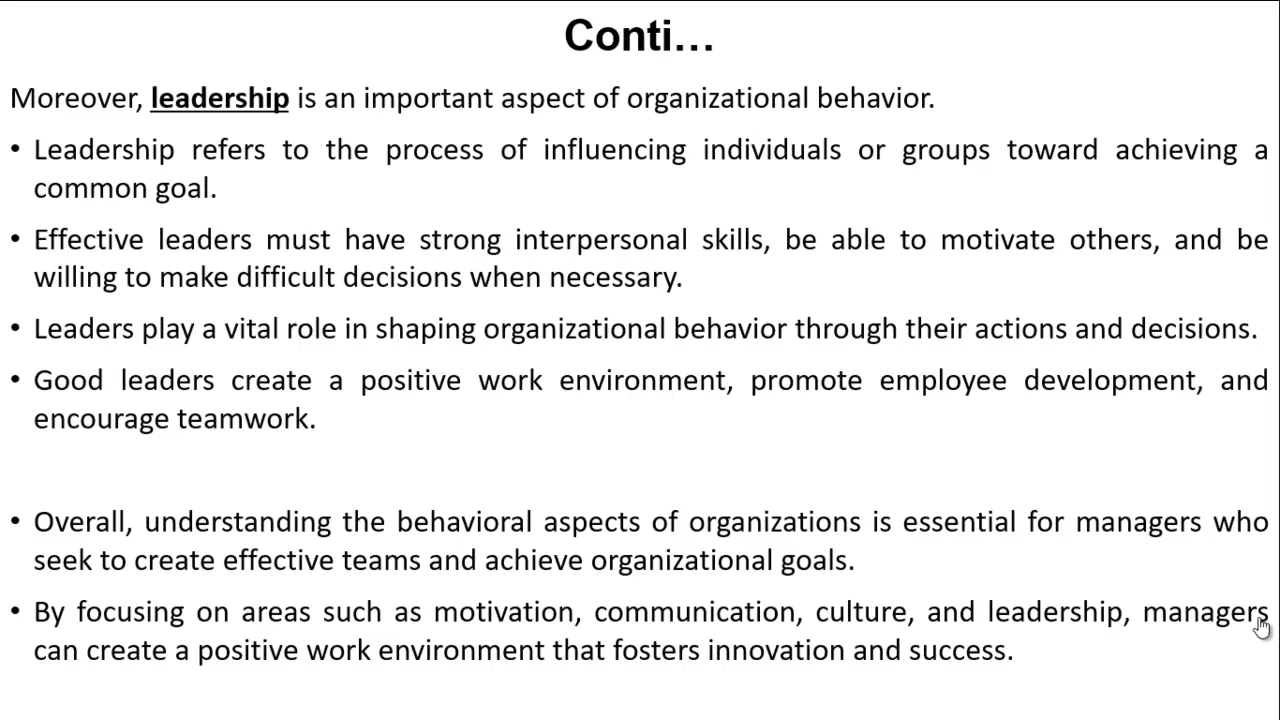 Conti...
Moreover, leadership is an important aspect of organizational behavior.
• Leadership refers to the process of influencing individuals or groups toward achieving a
common goal.
• Effective leaders must have strong interpersonal skills, be able to motivate others, and be
willing to make difficult decisions when necessary.
• Leaders play a vital role in shaping organizational behavior through their actions and decisions.
• Good leaders create a positive work environment, promote employee development, and
encourage teamwork.
• Overall, understanding the behavioral aspects of organizations is essential for managers who
seek to create effective teams and achieve organizational goals.
• By focusing on areas such as motivation, communication, culture, and leadership, managers
can create a positive work environment that fosters innovation and success.